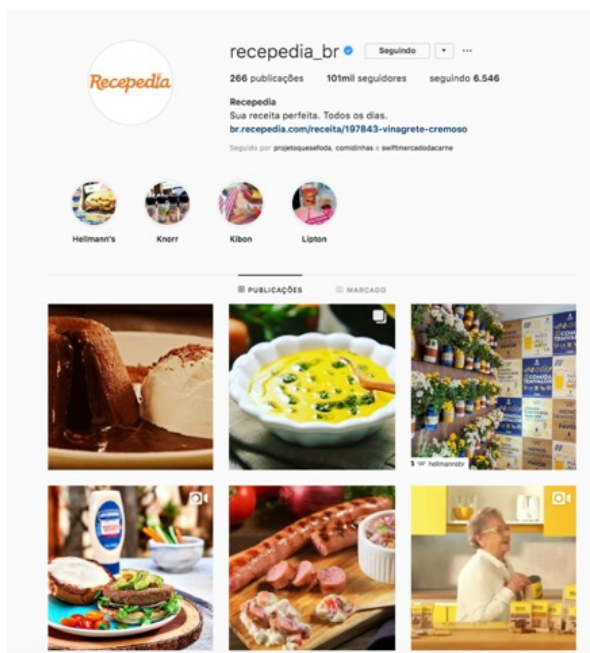 recepedia_br Seguindo
Recepedia
266 publicações 101mil seguidores seguindo 6.546
Recepedia
Sua receita perfeita. Todos os dias.
br.recepedia.com/receita/197843-vinagrete-cremoso
Seguido por projetoquesefoda, comidinhas e swiftmercadodacarne
Hellmann's Knorr Kibon Lipton
PUBLICAÇÕES MARCADO
hellmannsbr